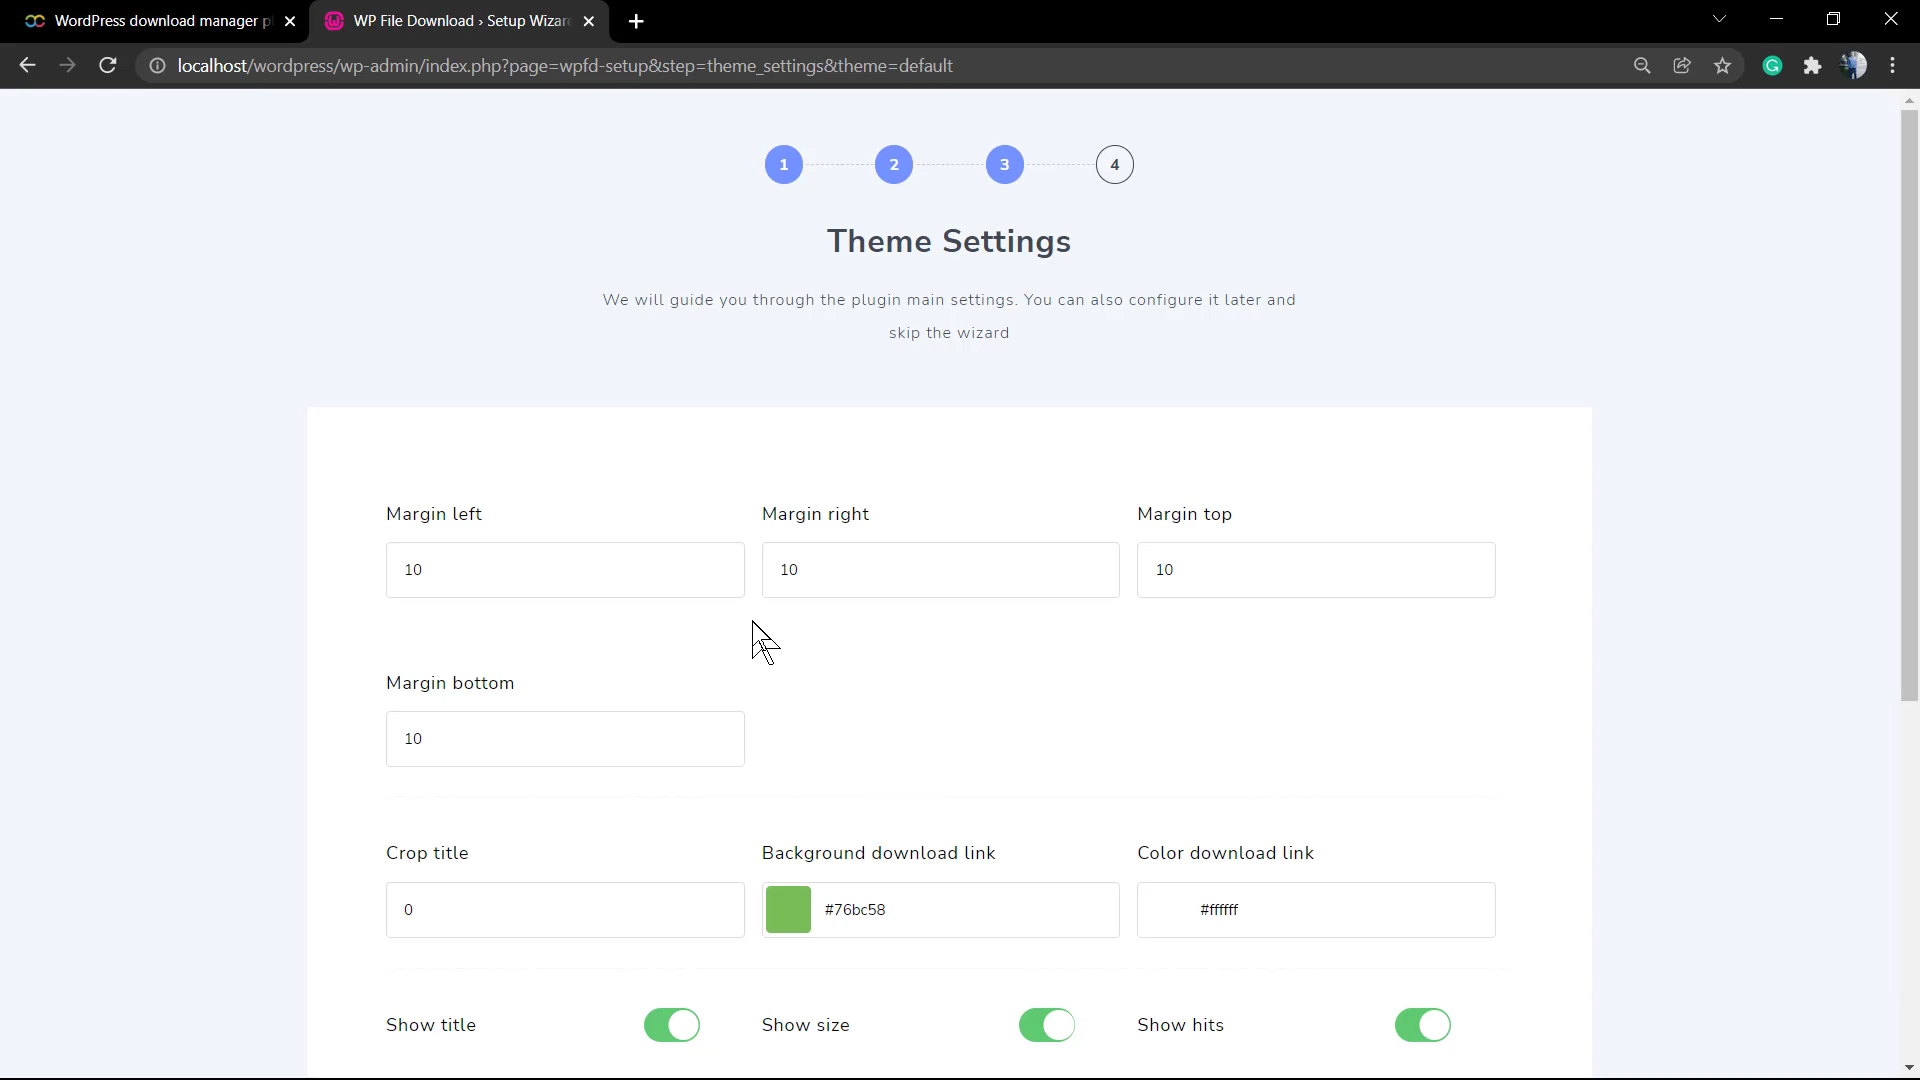 WordPress download manager p
WP File Download › Setup Wizar
localhost/wordpress/wp-admin/index.php?page=wpfd-setup&step=theme_settings&theme=default
1 2 3 4
Theme Settings
We will guide you through the plugin main settings. You can also configure it later and
skip the wizard
Margin left Margin right Margin top
10 10 10
Margin bottom
10
Crop title Background download link Color download link
0 #76bc58 #ffffff
Show title Show size Show hits